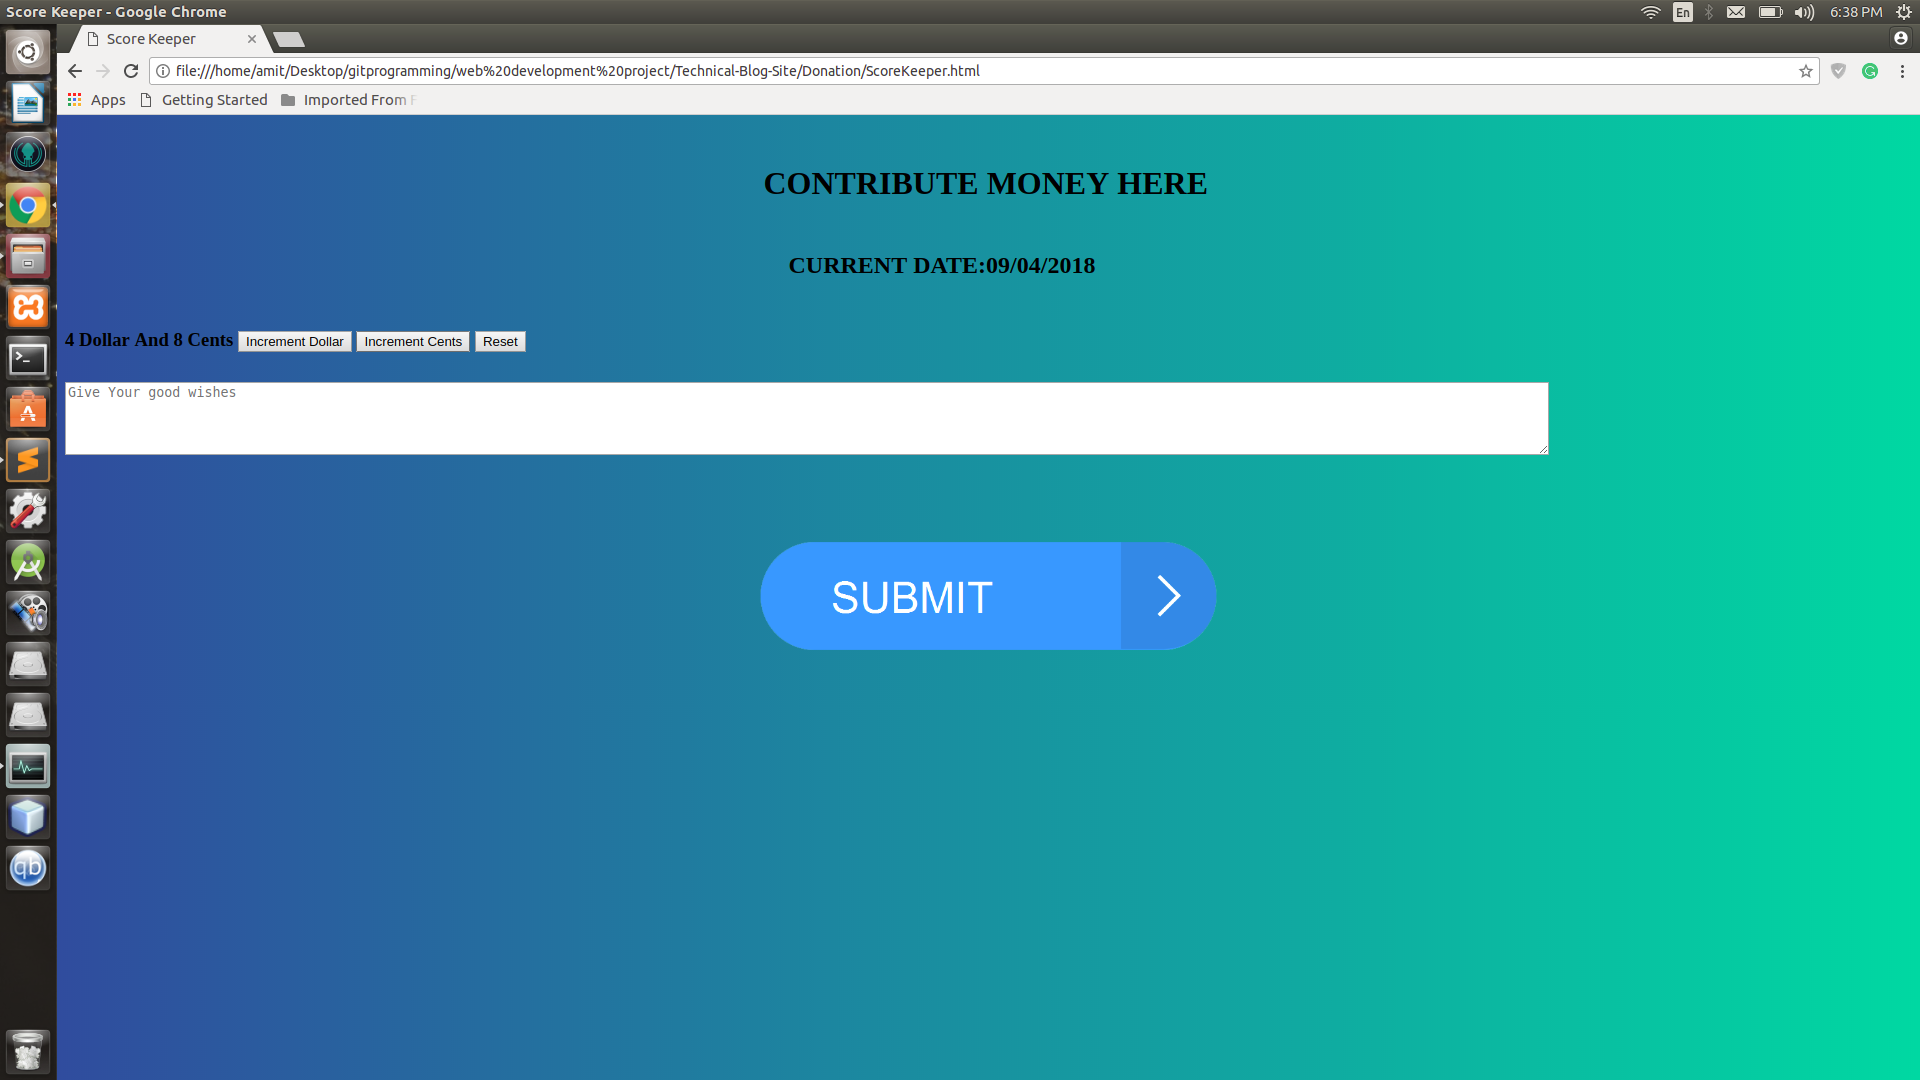 Score Keeper - Google Chrome
En
6:38 PM
Score Keeper
file:///home/amit/Desktop/gitprogramming/web%20development%20project/Technical-Blog-Site/Donation/ScoreKeeper.html
Apps Getting Started Imported From
CONTRIBUTE MONEY HERE
CURRENT DATE:09/04/2018
4 Dollar And 8 Cents Increment Dollar Increment Cents Reset
Give Your good wishes
SUBMIT
qb